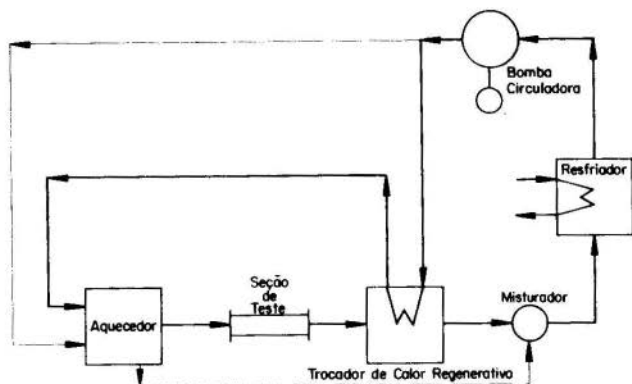 Bomba
Circuladora
Resfriador
Seção
de
Teste
Misturador
Aquecedor
Trocador de Calor Regenerativo